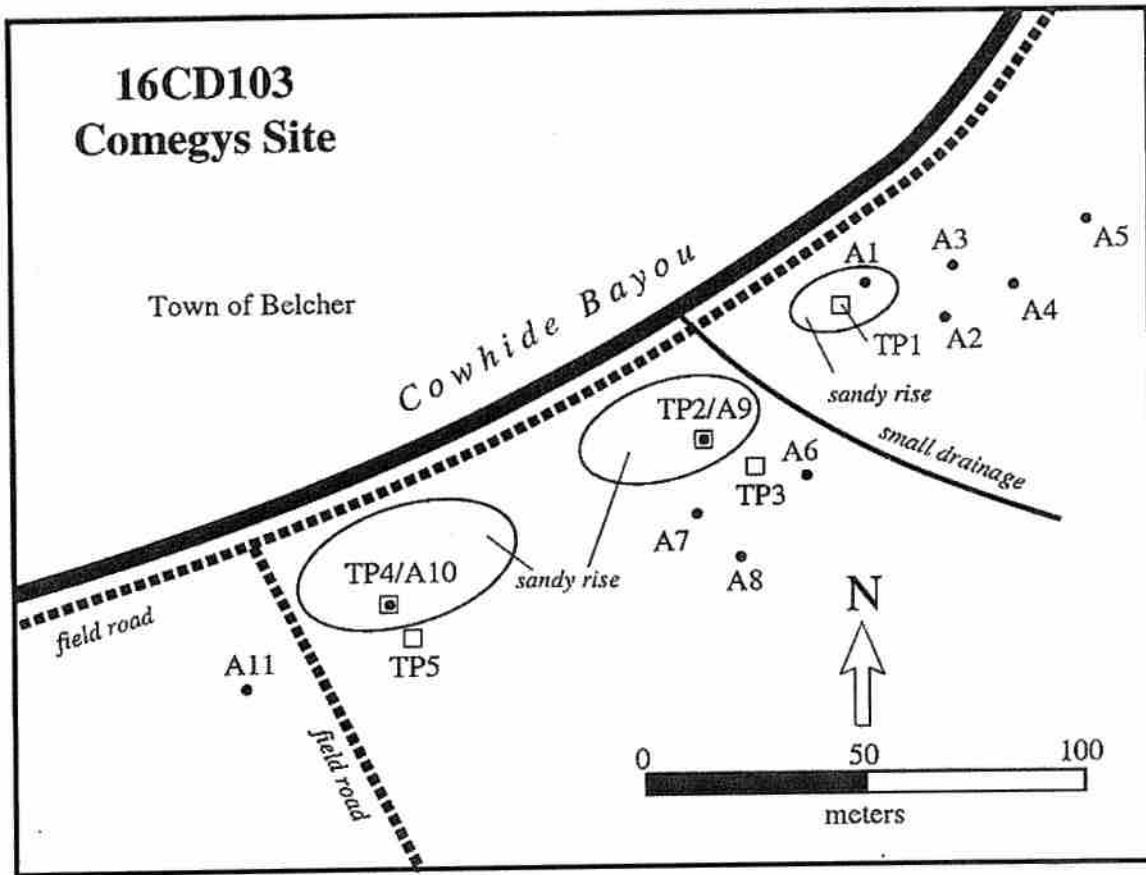 16CD103
Comegys Site
Town of Belcher
Cowhide Bayou
A1
A3
A5
A4
A2
TP1
sandy rise
small drainage
TP2/A9
A6
TP3
A7
A8
sandy rise
TP4/A10
TP5
field road
A11
field road
N
0 50 100
meters